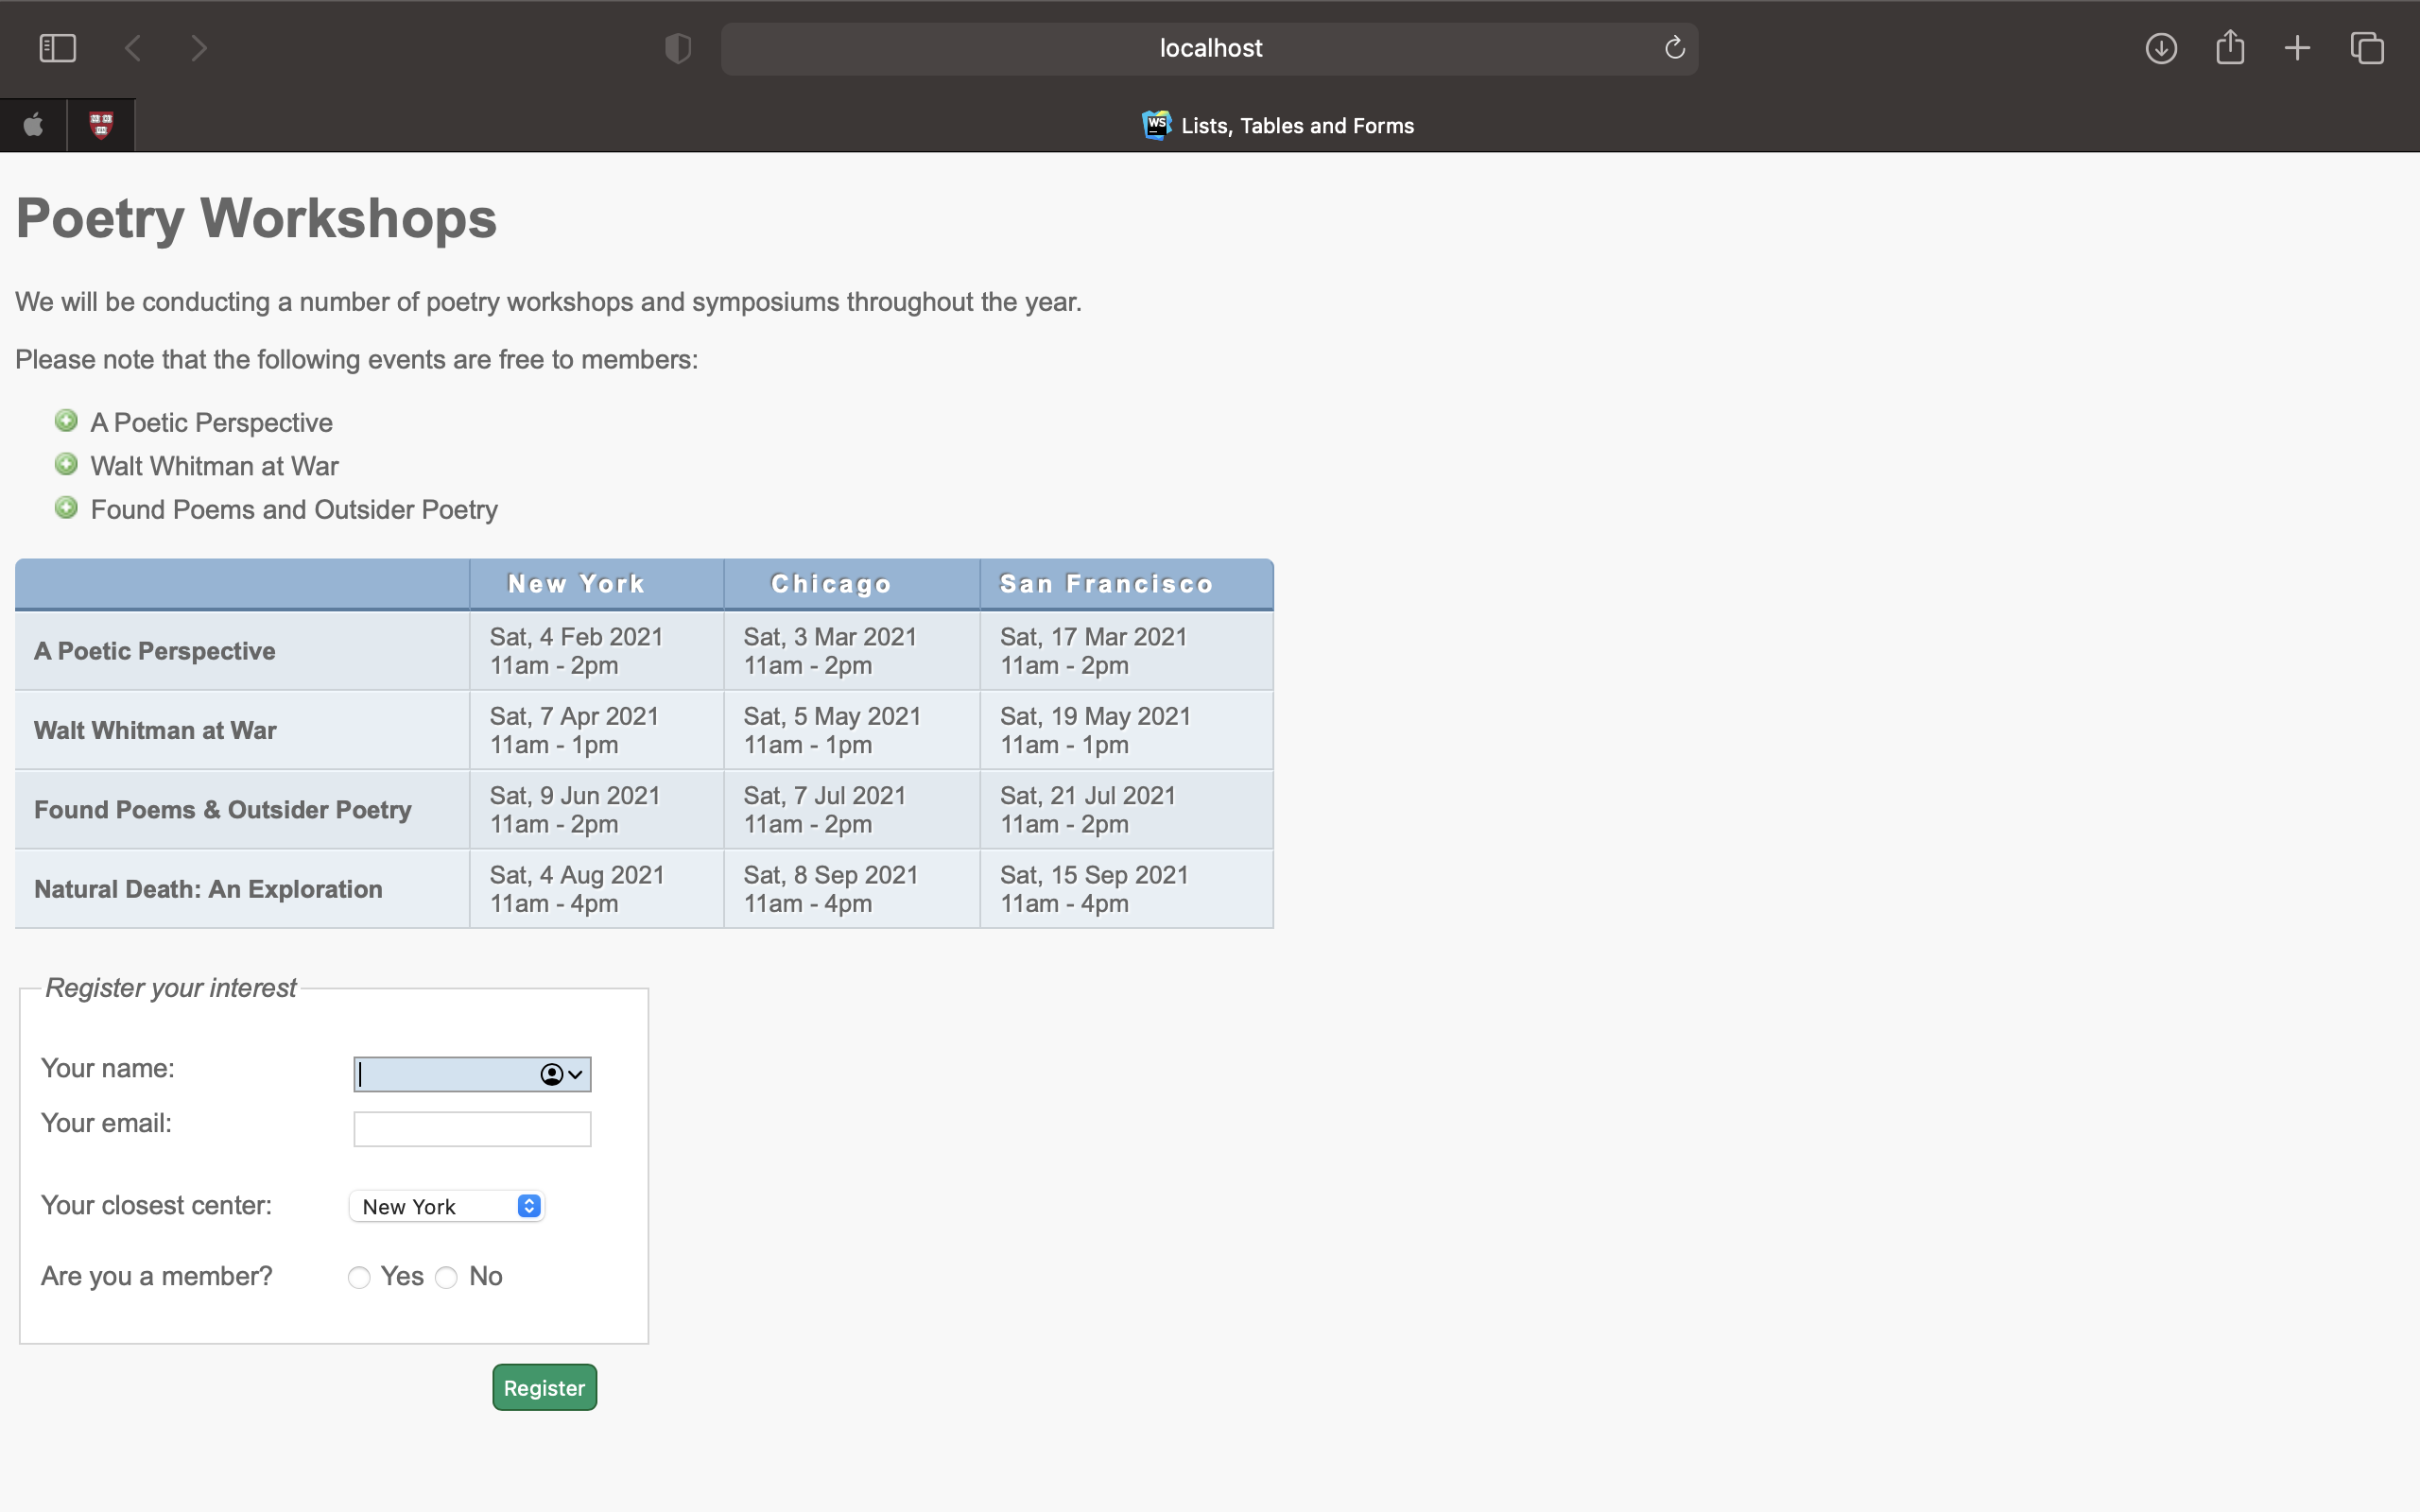 localhost
WS Lists, Tables and Forms
Poetry Workshops
We will be conducting a number of poetry workshops and symposiums throughout the year.
Please note that the following events are free to members:
A Poetic Perspective
Walt Whitman at War
Found Poems and Outsider Poetry
New York Chicago San Francisco
A Poetic Perspective
Sat, 4 Feb 2021
11am - 2pm
Sat, 3 Mar 2021
11am - 2pm
Sat, 17 Mar 2021
11am - 2pm
Walt Whitman at War
Sat, 7 Apr 2021
11am - 1pm
Sat, 5 May 2021
11am - 1pm
Sat, 19 May 2021
11am - 1pm
Found Poems & Outsider Poetry
Sat, 9 Jun 2021
11am - 2pm
Sat, 7 Jul 2021
11am - 2pm
Sat, 21 Jul 2021
11am - 2pm
Natural Death: An Exploration
Sat, 4 Aug 2021
11am - 4pm
Sat, 8 Sep 2021
11am - 4pm
Sat, 15 Sep 2021
11am - 4pm
Register your interest
Your name:
Your email:
Your closest center: New York
Are you a member? Yes No
Register